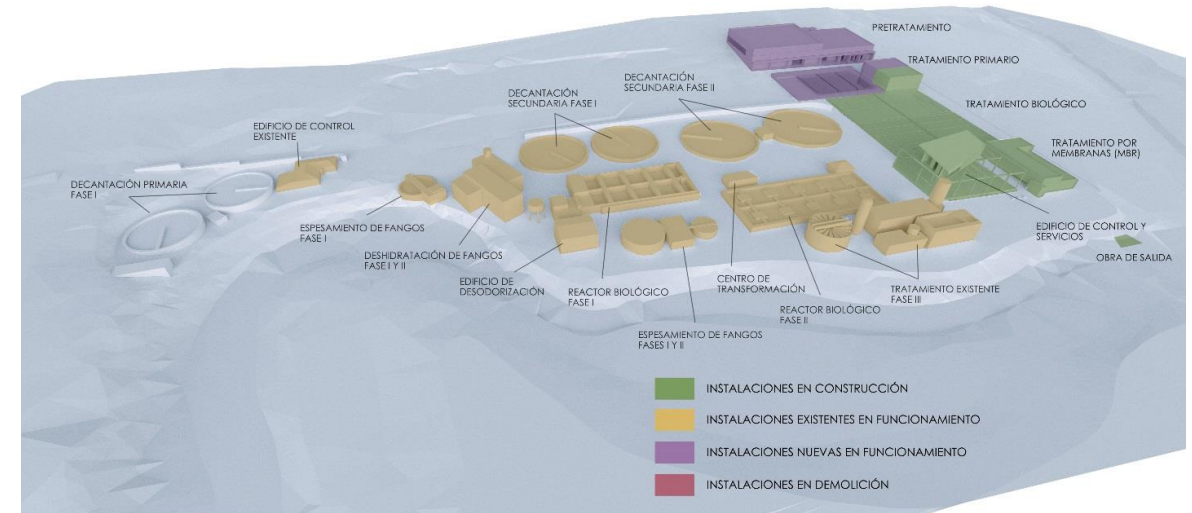 PRETRATAMIENTO
TRATAMIENTO PRIMARIO
DECANTACIÓN
SECUNDARIA FASE II
DECANTACIÓN
SECUNDARIA FASE I
TRATAMIENTO BIOLÓGICO
EDIFICIO DE CONTROL
EXISTENTE
TRATAMIENTO POR
MEMBRANAS (MBR)
DECANTACIÓN PRIMARIA
FASE I
ESPESAMIENTO DE FANGOS
FASE I
DESHIDRATACIÓN DE FANGOS
FASE I Y II
EDIFICIO DE
DESODORIZACIÓN
REACTOR BIOLÓGICO
FASE I
ESPESAMIENTO DE FANGOS
FASES I Y II
CENTRO DE
TRANSFORMACIÓN
REACTOR BIOLÓGICO
FASE II
TRATAMIENTO EXISTENTE
FASE III
EDIFICIO DE CONTROL Y
SERVICIOS
OBRA DE SALIDA
INSTALACIONES EN CONSTRUCCIÓN
INSTALACIONES EXISTENTES EN FUNCIONAMIENTO
INSTALACIONES NUEVAS EN FUNCIONAMIENTO
INSTALACIONES EN DEMOLICIÓN